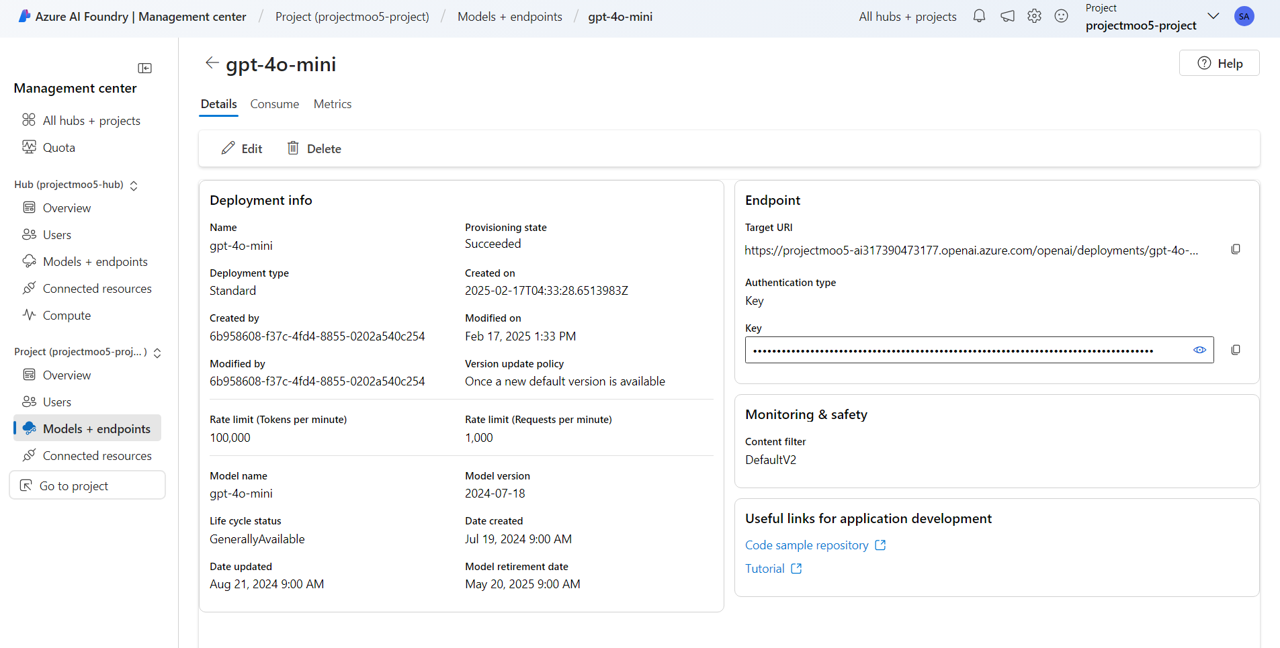 Azure AI Foundry | Management center / Project (projectmoo5-project) / Models + endpoints / gpt-4o-mini
All hubs + projects
Project
projectmoo5-project
SA
Management center
All hubs + projects
Quota
Hub (projectmoo5-hub)
Overview
Users
Models + endpoints
Connected resources
Compute
Project (projectmoo5-proj... )
Overview
Users
Models + endpoints
Connected resources
Go to project
gpt-4o-mini
Help
Details Consume Metrics
Edit Delete
Deployment info
Name
gpt-4o-mini
Provisioning state
Succeeded
Deployment type
Standard
Created on
2025-02-17T04:33:28.6513983Z
Created by
6b958608-f37c-4fd4-8855-0202a540c254
Modified on
Feb 17, 2025 1:33 PM
Modified by
6b958608-f37c-4fd4-8855-0202a540c254
Version update policy
Once a new default version is available
Rate limit (Tokens per minute)
100,000
Rate limit (Requests per minute)
1,000
Model name
gpt-4o-mini
Model version
2024-07-18
Life cycle status
GenerallyAvailable
Date created
Jul 19, 2024 9:00 AM
Date updated
Aug 21, 2024 9:00 AM
Model retirement date
May 20, 2025 9:00 AM
Endpoint
Target URI
https://projectmoo5-ai317390473177.openai.azure.com/openai/deployments/gpt-4o-...
Authentication type
Key
Key
Monitoring & safety
Content filter
DefaultV2
Useful links for application development
Code sample repository
Tutorial